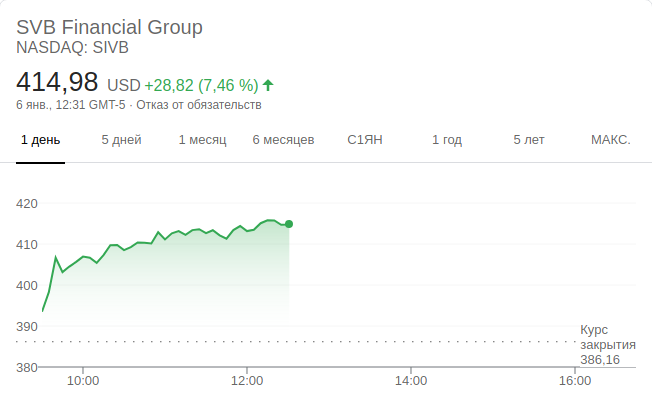 SVB Financial Group
NASDAQ: SIVB
414,98 USD +28,82 (7,46 %)
6 янв., 12:31 GMT-5 · Отказ от обязательств
1 день 5 дней 1 месяц 6 месяцев С1ЯН 1 год 5 лет МАКС.
420
410
400
390
Курс
закрытия
386,16
380
10:00 12:00 14:00 16:00